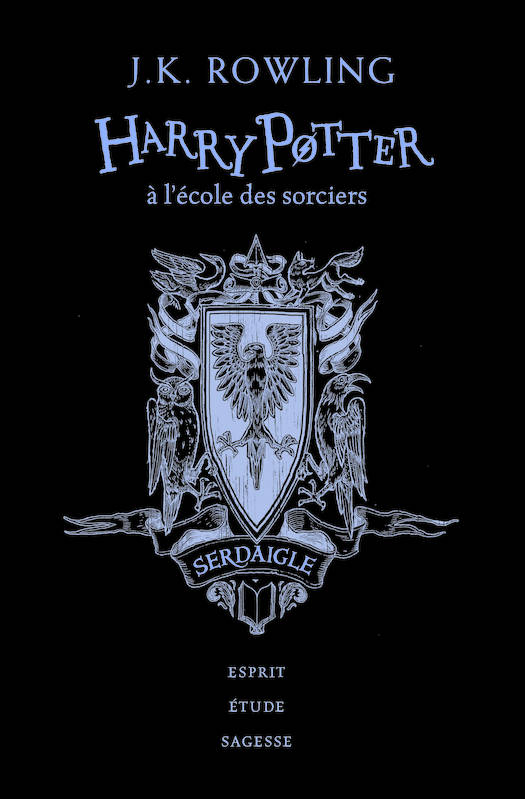 J.K. ROWLING
HARRY POTTER
à l'école des sorciers
SERDAIGLE
ESPRIT
ÉTUDE
SAGESSE